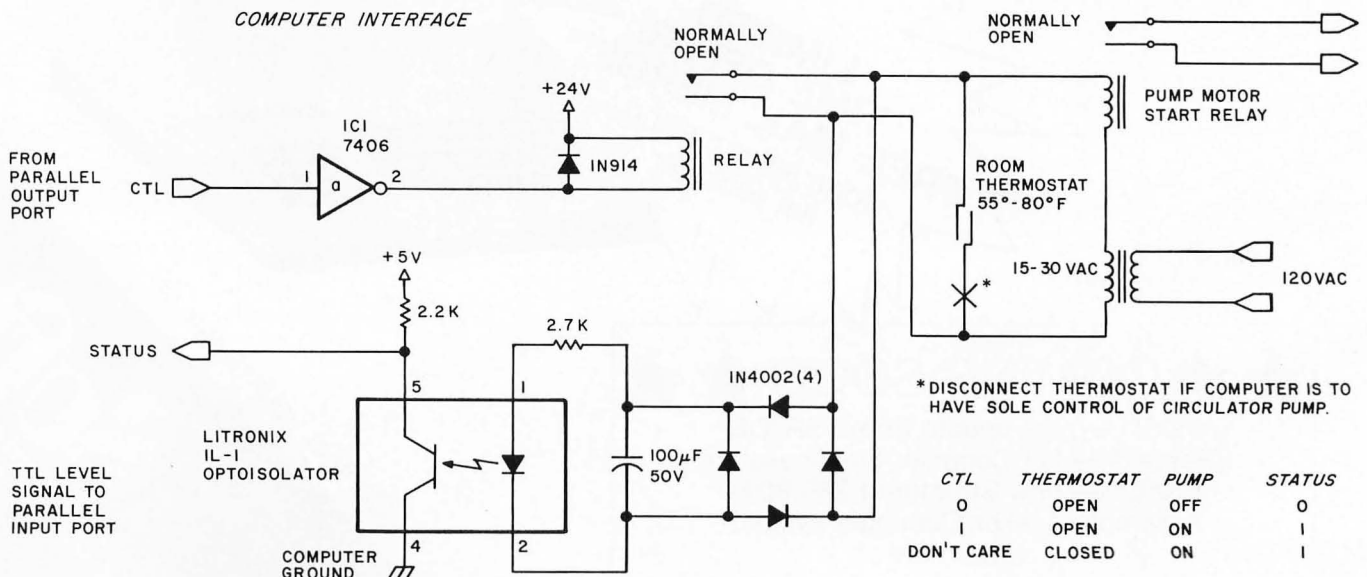 COMPUTER INTERFACE
NORMALLY
OPEN
NORMALLY
OPEN
+24V
IC1
7406
FROM
PARALLEL
OUTPUT
PORT
CTL
1
a
2
IN914
RELAY
PUMP MOTOR
START RELAY
ROOM
THERMOSTAT
55°-80°F
15-30 VAC
120VAC
*
+5V
2.2K
STATUS
2.7K
5
1
IN4002(4)
LITRONIX
IL-1
OPTOISOLATOR
100µF
50V
TTL LEVEL
SIGNAL TO
PARALLEL
INPUT PORT
4
2
COMPUTER
GROUND
*DISCONNECT THERMOSTAT IF COMPUTER IS TO
HAVE SOLE CONTROL OF CIRCULATOR PUMP.
CTL THERMOSTAT PUMP STATUS
0 OPEN OFF 0
1 OPEN ON 1
DON'T CARE CLOSED ON 1